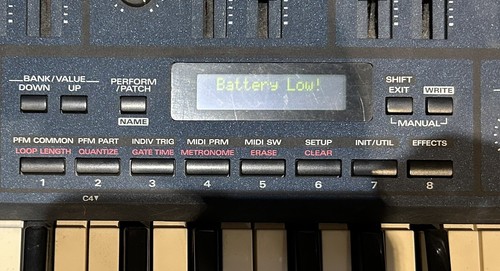 Battery Low!
BANK/VALUE
DOWN UP
PERFORM
/PATCH
NAME
SHIFT
EXIT WRITE
MANUAL
PFM COMMON PFM PART INDIV TRIG MIDI PRM MIDI SW SETUP INIT/UTIL EFFECTS
LOOP LENGTH QUANTIZE GATE TIME METRONOME ERASE CLEAR
1 2 3 4 5 6 7 8
C4▼